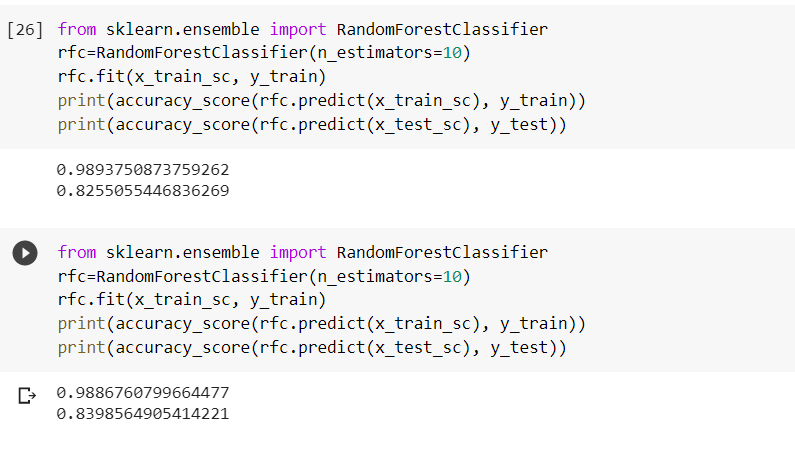 [26] from sklearn.ensemble import RandomForestClassifier
rfc=RandomForestClassifier(n_estimators=10)
rfc.fit(x_train_sc, y_train)
print(accuracy_score(rfc.predict(x_train_sc), y_train))
print(accuracy_score(rfc.predict(x_test_sc), y_test))
0.9893750873759262
0.8255055446836269
from sklearn.ensemble import RandomForestClassifier
rfc=RandomForestClassifier(n_estimators=10)
rfc.fit(x_train_sc, y_train)
print(accuracy_score(rfc.predict(x_train_sc), y_train))
print(accuracy_score(rfc.predict(x_test_sc), y_test))
0.9886760799664477
0.8398564905414221